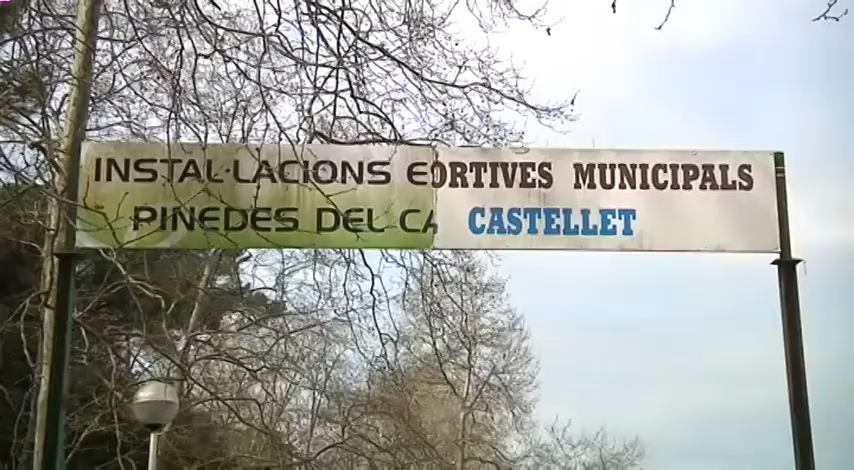 INSTAL·LACIONS EORTIVES MUNICIPALS
PINEDES DEL CA CASTELLET